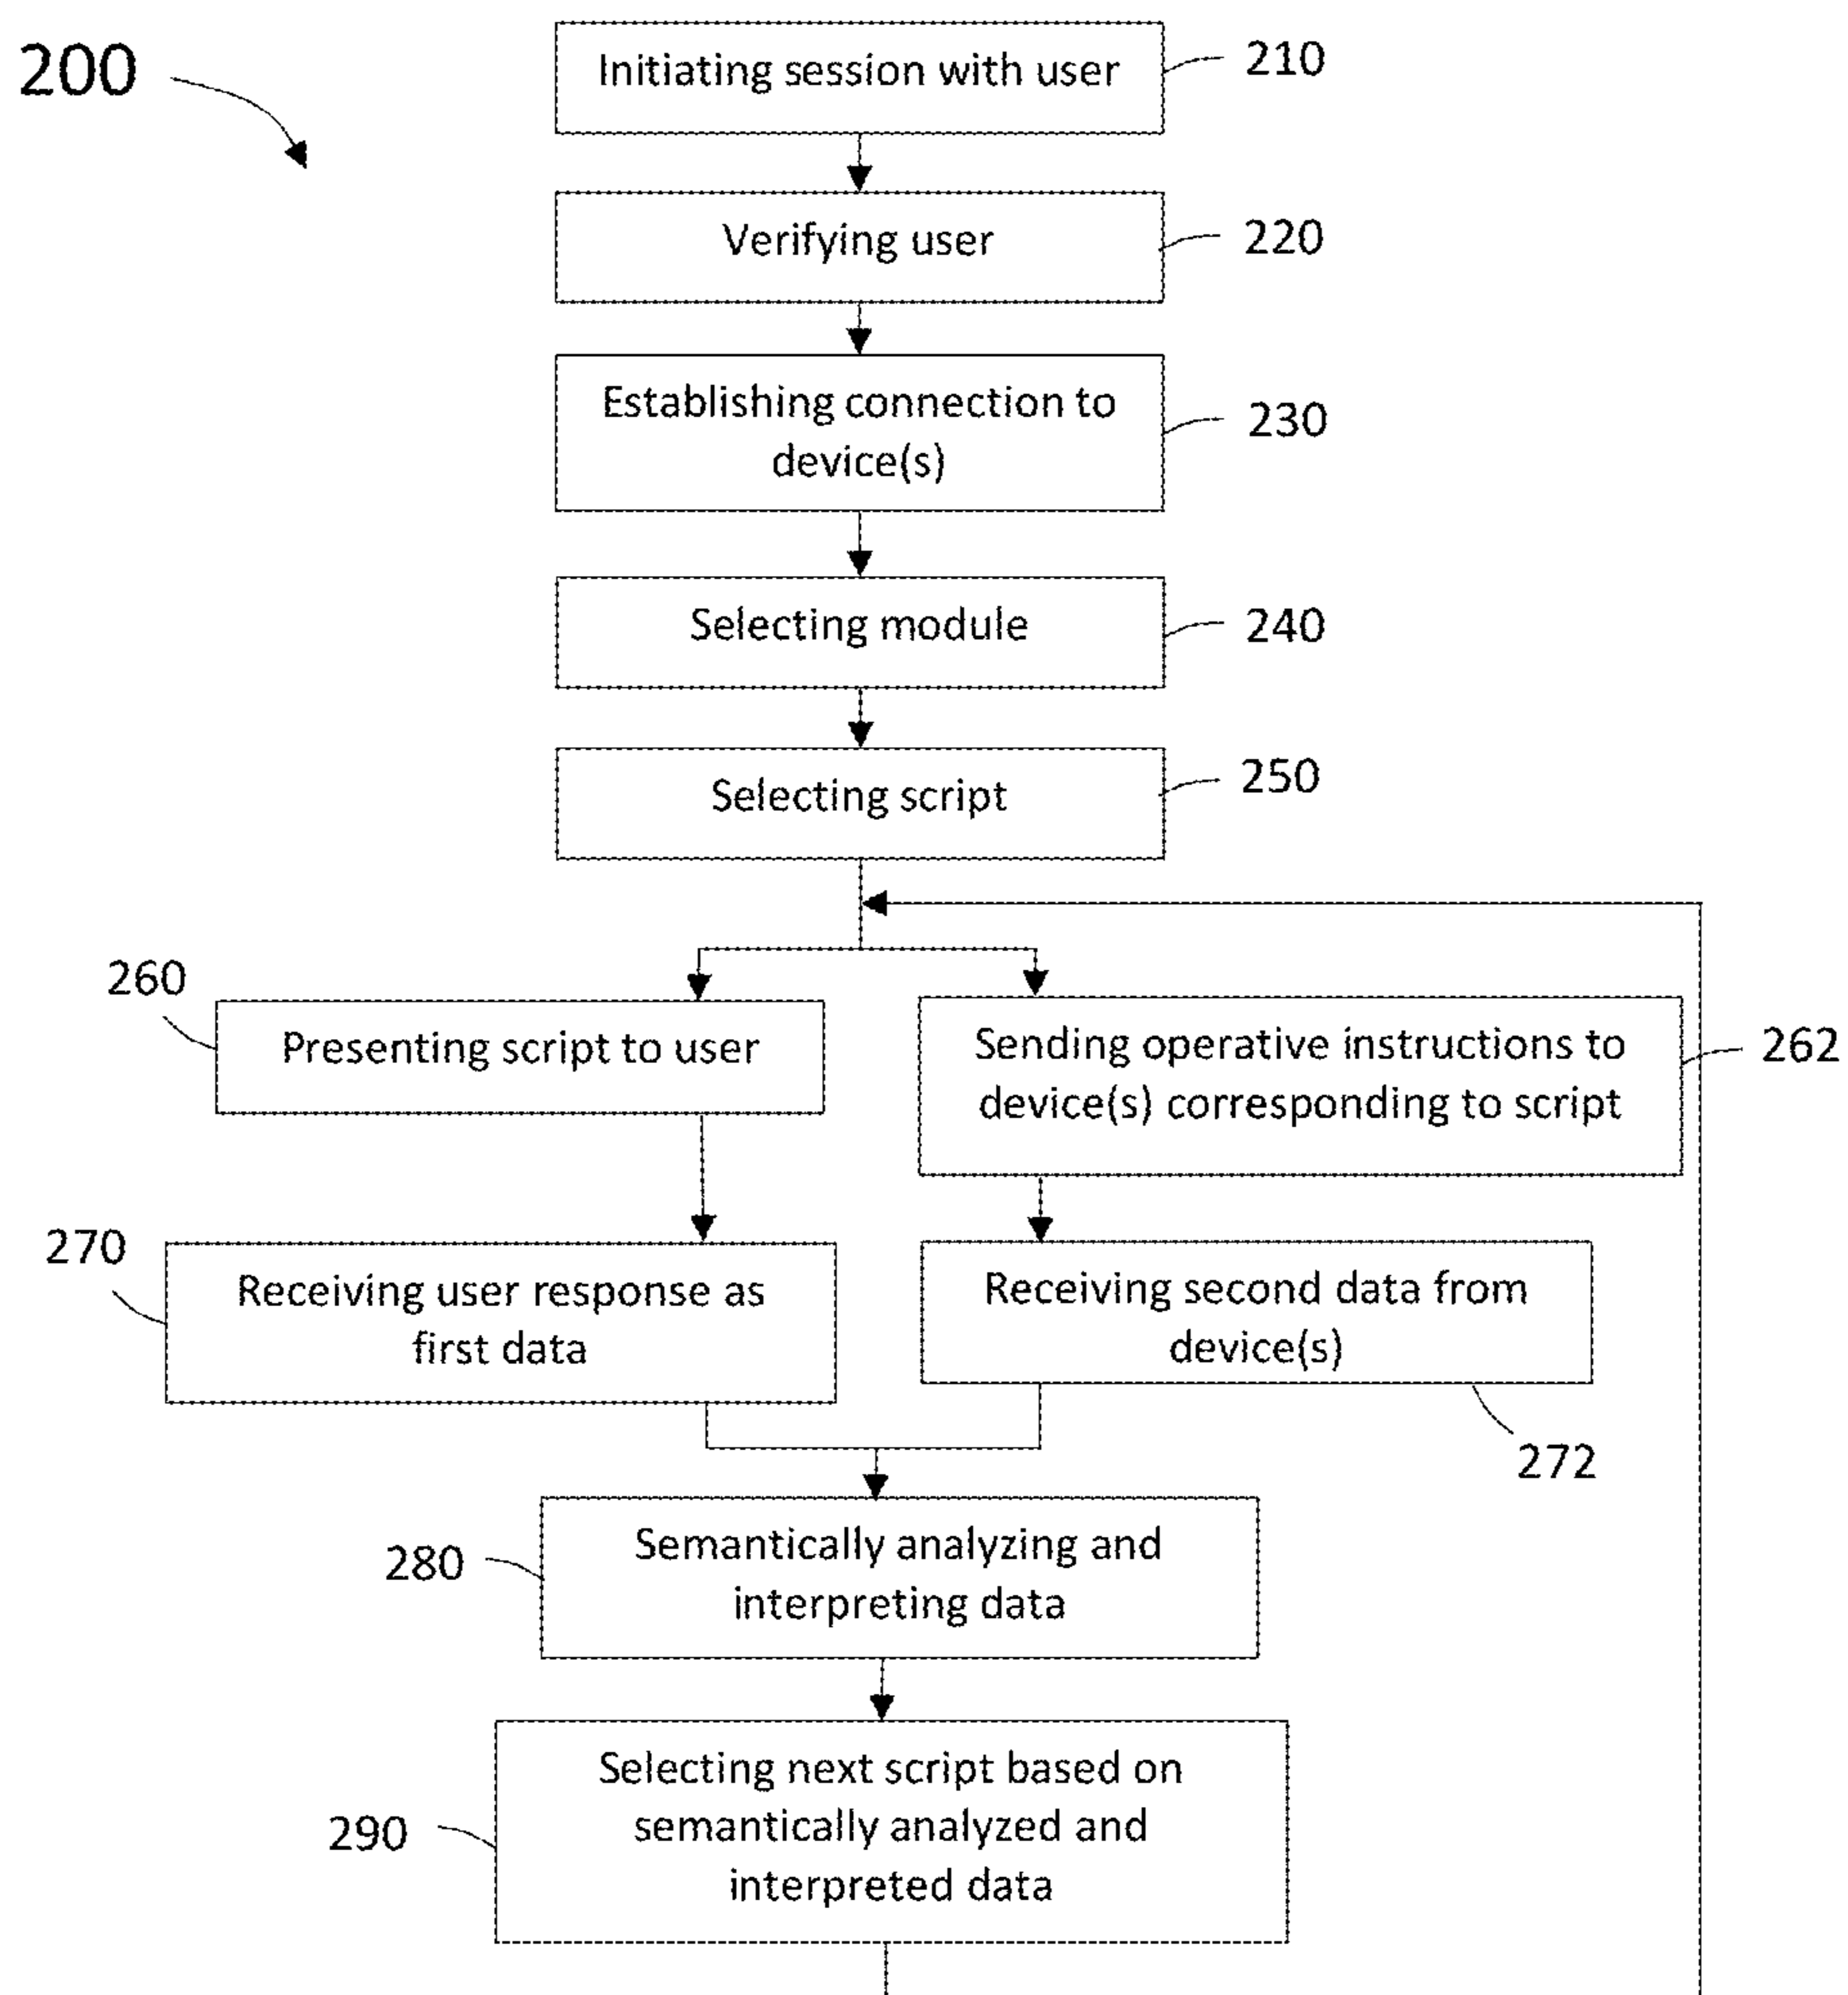 200
Initiating session with user
210
Verifying user
220
Establishing connection to
device(s)
230
Selecting module
240
Selecting script
250
260
Presenting script to user
Sending operative instructions to
device(s) corresponding to script
262
270
Receiving user response as
first data
Receiving second data from
device(s)
272
280
Semantically analyzing and
interpreting data
290
Selecting next script based on
semantically analyzed and
interpreted data